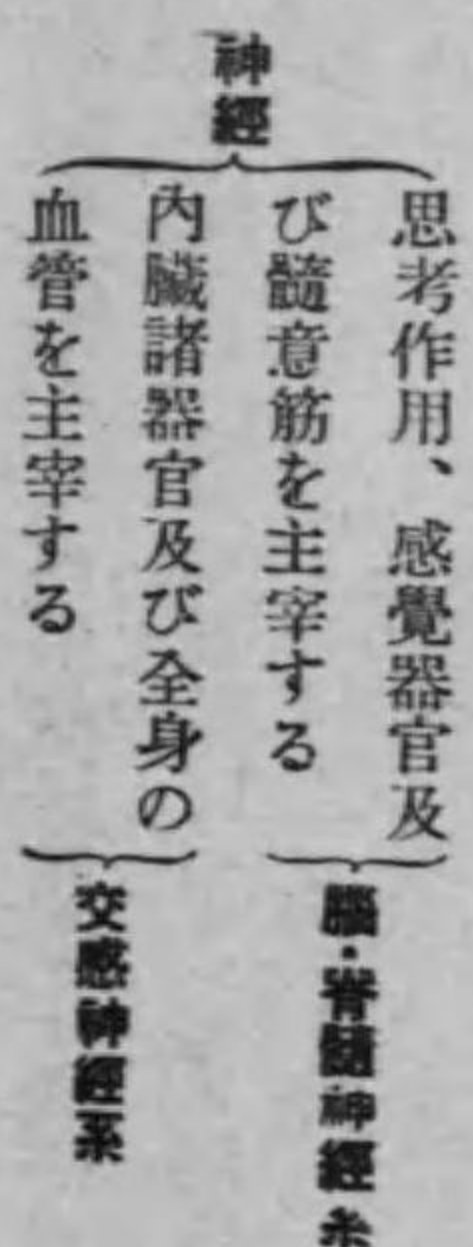 神經
思考作用、感覺器官及
び髓意筋を主宰する
內臟諸器官及び全身の
血管を主宰する
腦・脊髓神經系
交感神經系